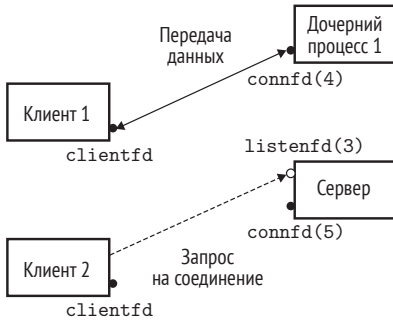 Передача
данных
Дочерний
процесс 1
connfd(4)
Клиент 1
clientfd
listenfd(3)
Сервер
connfd(5)
Запрос
на соединение
Клиент 2
clientfd